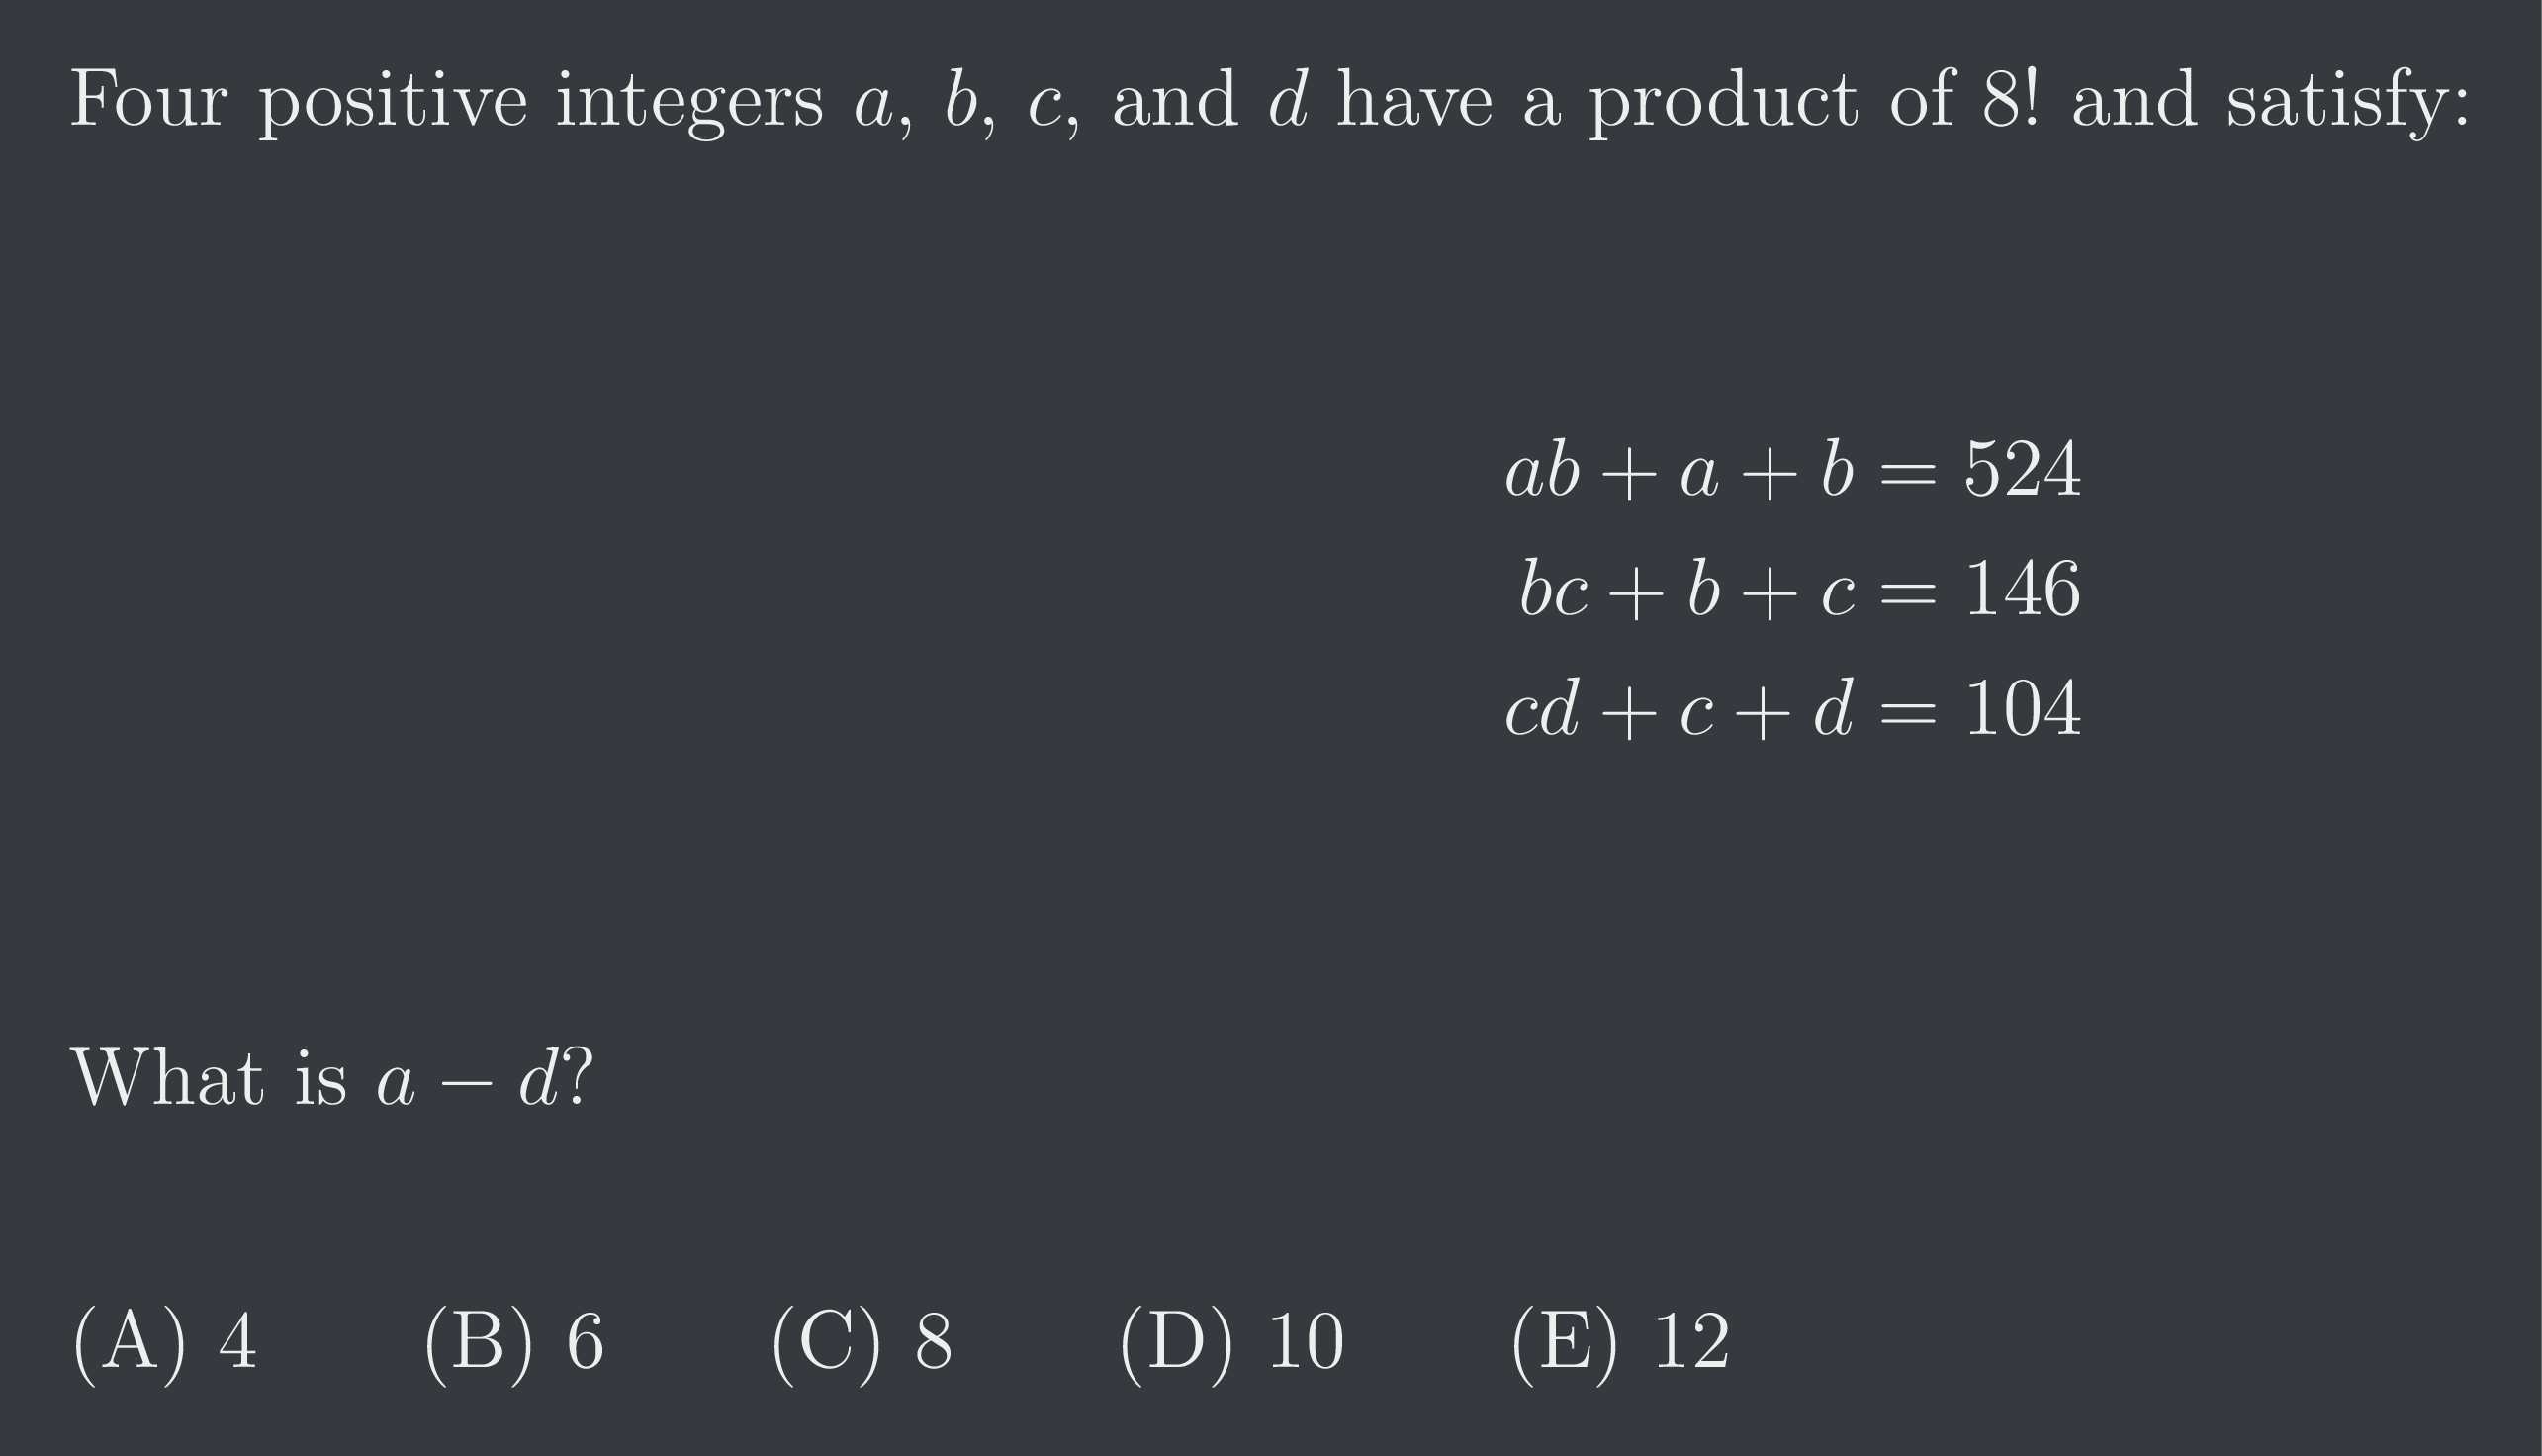 Four positive integers a, b, c, and d have a product of 8! and satisfy:
ab + a + b = 524
bc + b + c = 146
cd + c + d = 104
What is a − d?
(A) 4 (B) 6 (C) 8 (D) 10 (E) 12